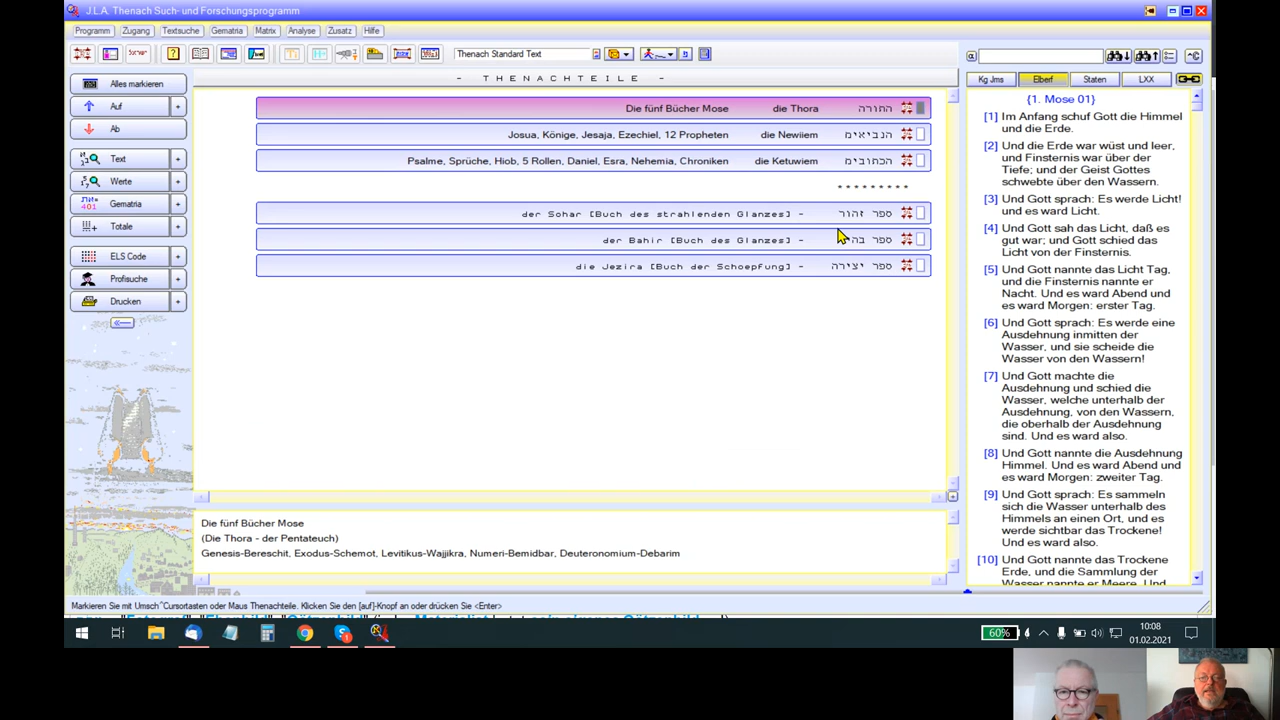 J.L.A. Thenach Such- und Forschungsprogramm
Programm Zugang Textsuche Gematria Matrix Analyse Zusatz Hilfe
Thenach Standard Text
Alles markieren
Auf
Ab
Text
Werte
Gematria
Totale
ELS Code
Profisuche
Drucken
- THENACHTEILE -
Die fünf Bücher Mose die Thora התורה
Josua, Könige, Jesaja, Ezechiel, 12 Propheten die Newiiem הנביאימ
Psalme, Sprüche, Hiob, 5 Rollen, Daniel, Esra, Nehemia, Chroniken die Ketuwiem הכתובימ
*********
der Sohar [Buch des strahlenden Glanzes] - ספר זהור
der Bahir [Buch des Glanzes] - ספר בה
die Jezira [Buch der Schoepfung] - ספר יצירה
Die fünf Bücher Mose
(Die Thora - der Pentateuch)
Genesis-Bereschit, Exodus-Schemot, Levitikus-Wajjikra, Numeri-Bemidbar, Deuteronomium-Debarim
Kg Jms Elberf Staten LXX
{1. Mose 01}
[1] Im Anfang schuf Gott die Himmel
und die Erde.
[2] Und die Erde war wüst und leer,
und Finsternis war über der
Tiefe; und der Geist Gottes
schwebte über den Wassern.
[3] Und Gott sprach: Es werde Licht!
und es ward Licht.
[4] Und Gott sah das Licht, daß es
gut war; und Gott schied das
Licht von der Finsternis.
[5] Und Gott nannte das Licht Tag,
und die Finsternis nannte er
Nacht. Und es ward Abend und
es ward Morgen: erster Tag.
[6] Und Gott sprach: Es werde eine
Ausdehnung inmitten der
Wasser, und sie scheide die
Wasser von den Wassern!
[7] Und Gott machte die
Ausdehnung und schied die
Wasser, welche unterhalb der
Ausdehnung, von den Wassern,
die oberhalb der Ausdehnung
sind. Und es ward also.
[8] Und Gott nannte die Ausdehnung
Himmel. Und es ward Abend und
es ward Morgen: zweiter Tag.
[9] Und Gott sprach: Es sammeln
sich die Wasser unterhalb des
Himmels an einen Ort, und es
werde sichtbar das Trockene!
Und es ward also.
[10] Und Gott nannte das Trockene
Erde, und die Sammlung der
Wasser nannte er Meere. Und
Markieren Sie mit Umsch^Cursortasten oder Maus Thenachteile. Klicken Sie den [auf]-Knopf an oder drücken Sie <Enter>
60%
10:08
01.02.2021